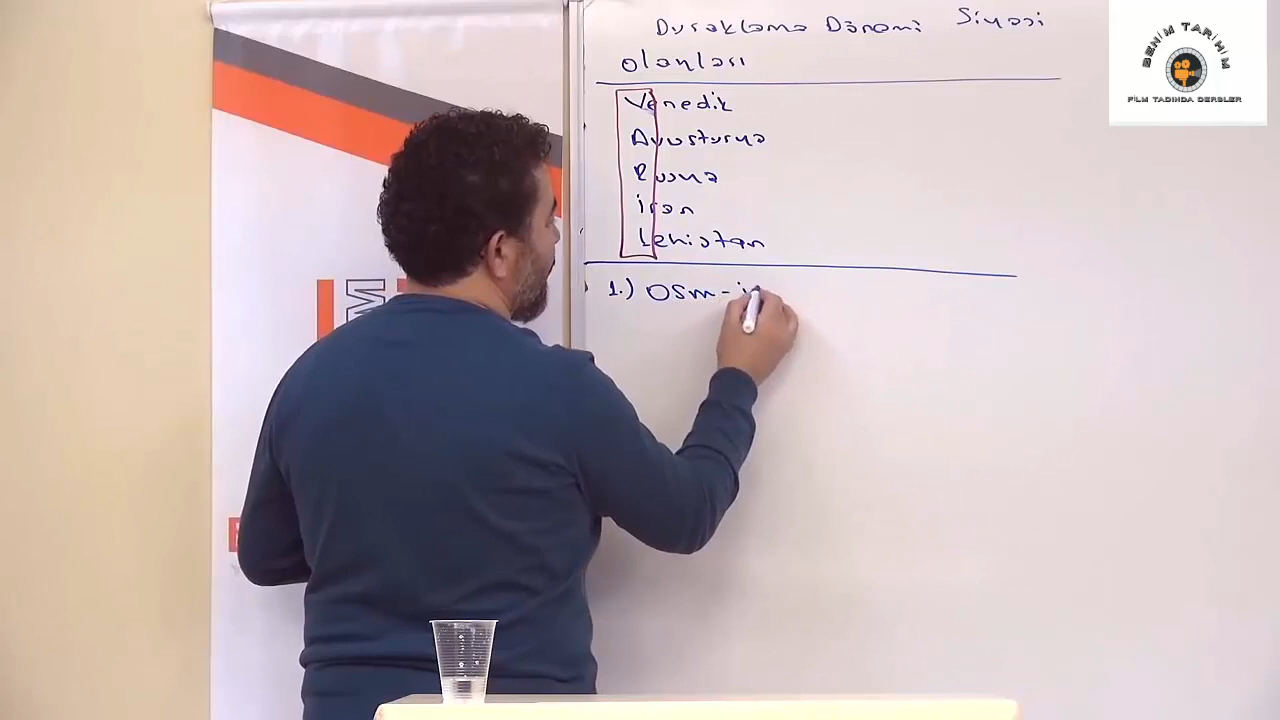 Duraklama Dönemi Siyasi
olayları
Venedik
Avusturya
Rusya
İran
Lehistan
1.) OSM-
BENİM TARİHİM
FİLM TADINDA DERSLER